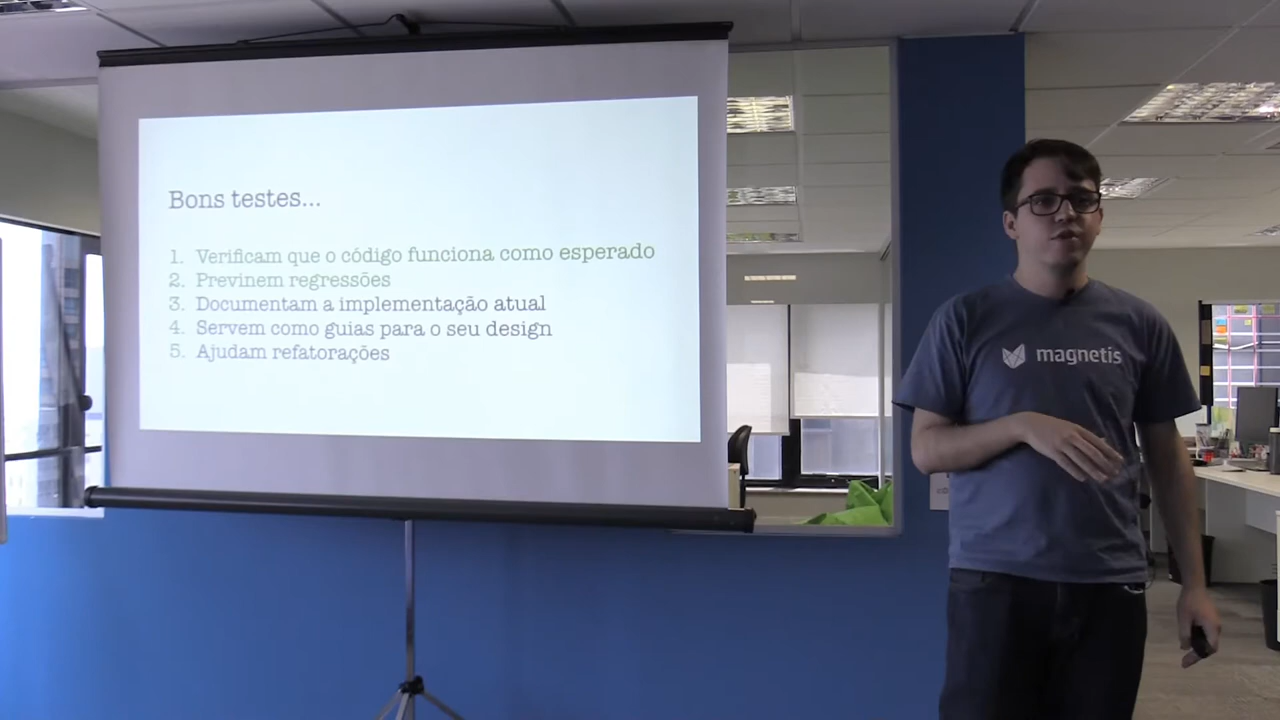 Bons testes...
1. Verificam que o código funciona como esperado
2. Previnem regressões
3. Documentam a implementação atual
4. Servem como guias para o seu design
5. Ajudam refatorações
magnetis